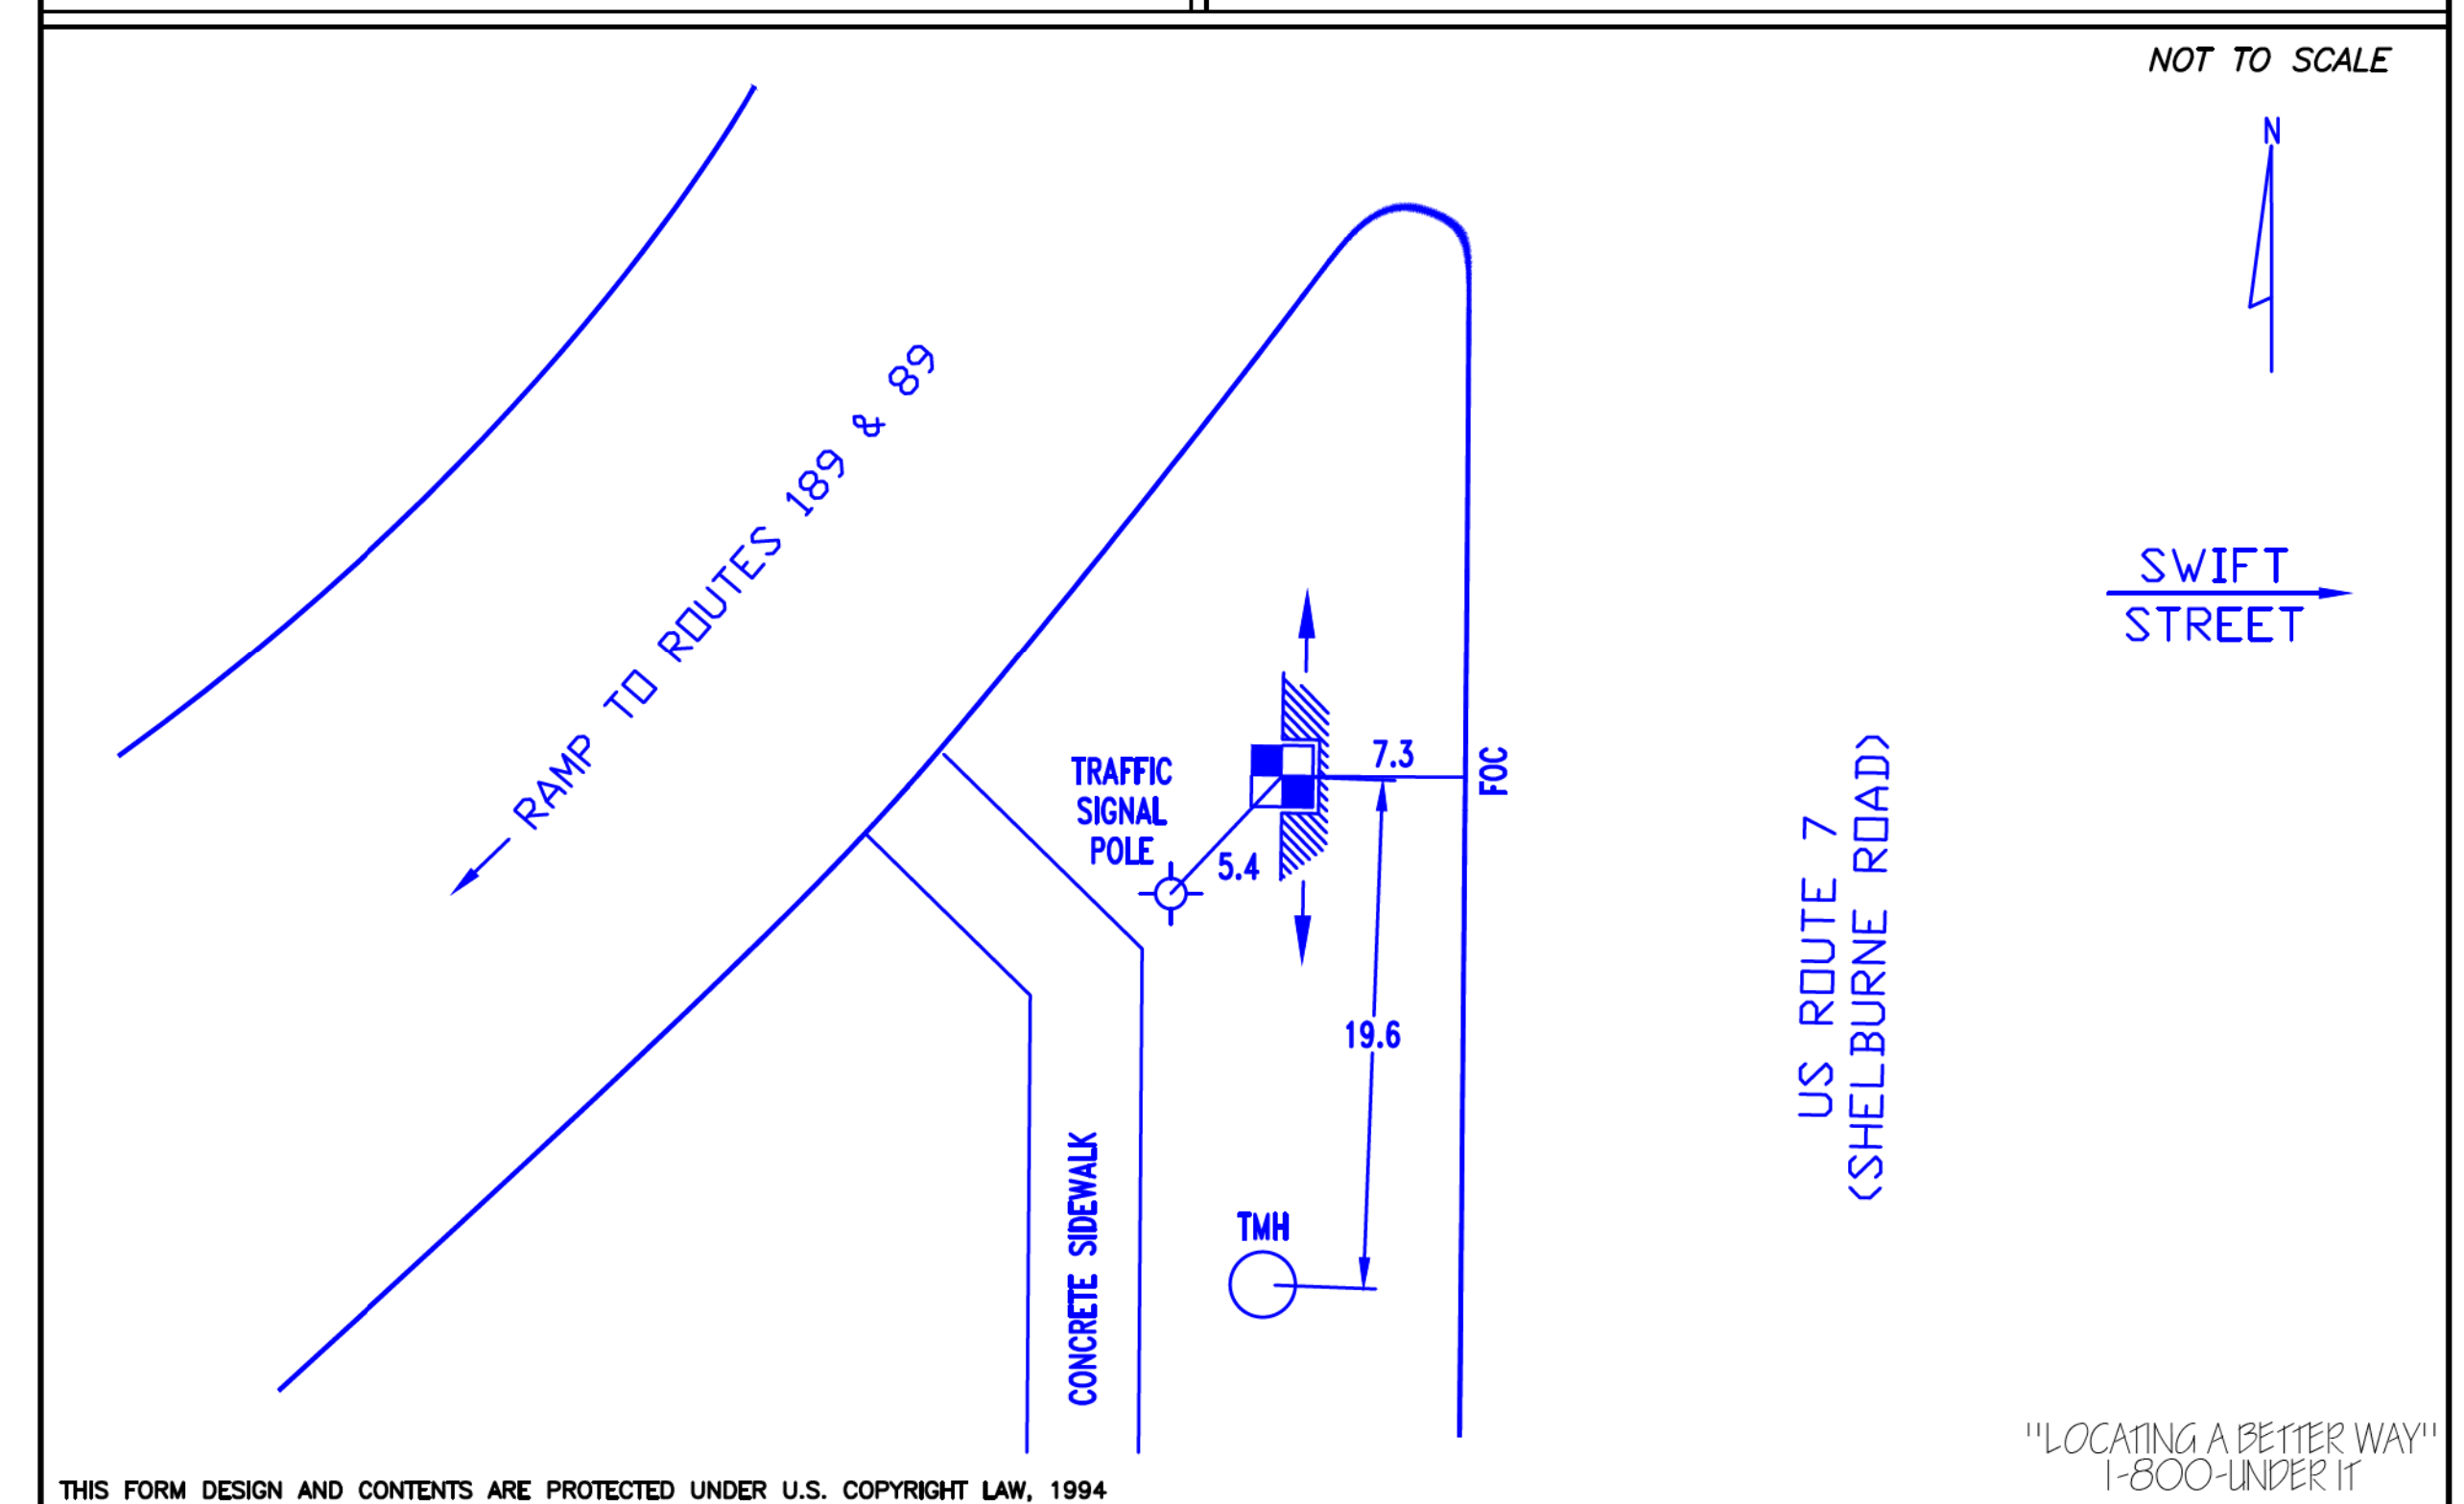 NOT TO SCALE
N
RAMP TO ROUTES 189 & 89
SWIFT
STREET
TRAFFIC
SIGNAL
POLE
7.3
FOC
5.4
19.6
US ROUTE 7
(SHELBURNE ROAD)
CONCRETE SIDEWALK
TMH
"LOCATING A BETTER WAY"
1-800-UNDER IT
THIS FORM DESIGN AND CONTENTS ARE PROTECTED UNDER U.S. COPYRIGHT LAW, 1994